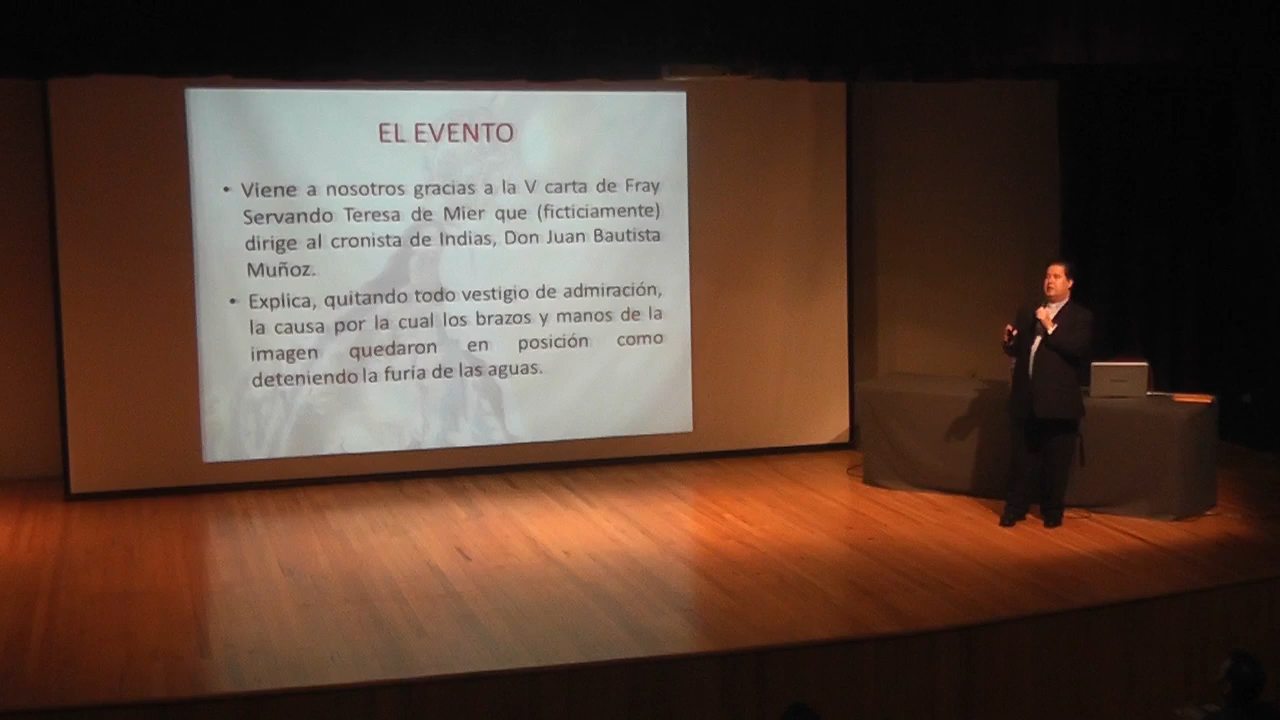 EL EVENTO
• Viene a nosotros gracias a la V carta de Fray
Servando Teresa de Mier que (ficticiamente)
dirige al cronista de Indias, Don Juan Bautista
Muñoz.
• Explica, quitando todo vestigio de admiración,
la causa por la cual los brazos y manos de la
imagen quedaron en posición como
deteniendo la furia de las aguas.